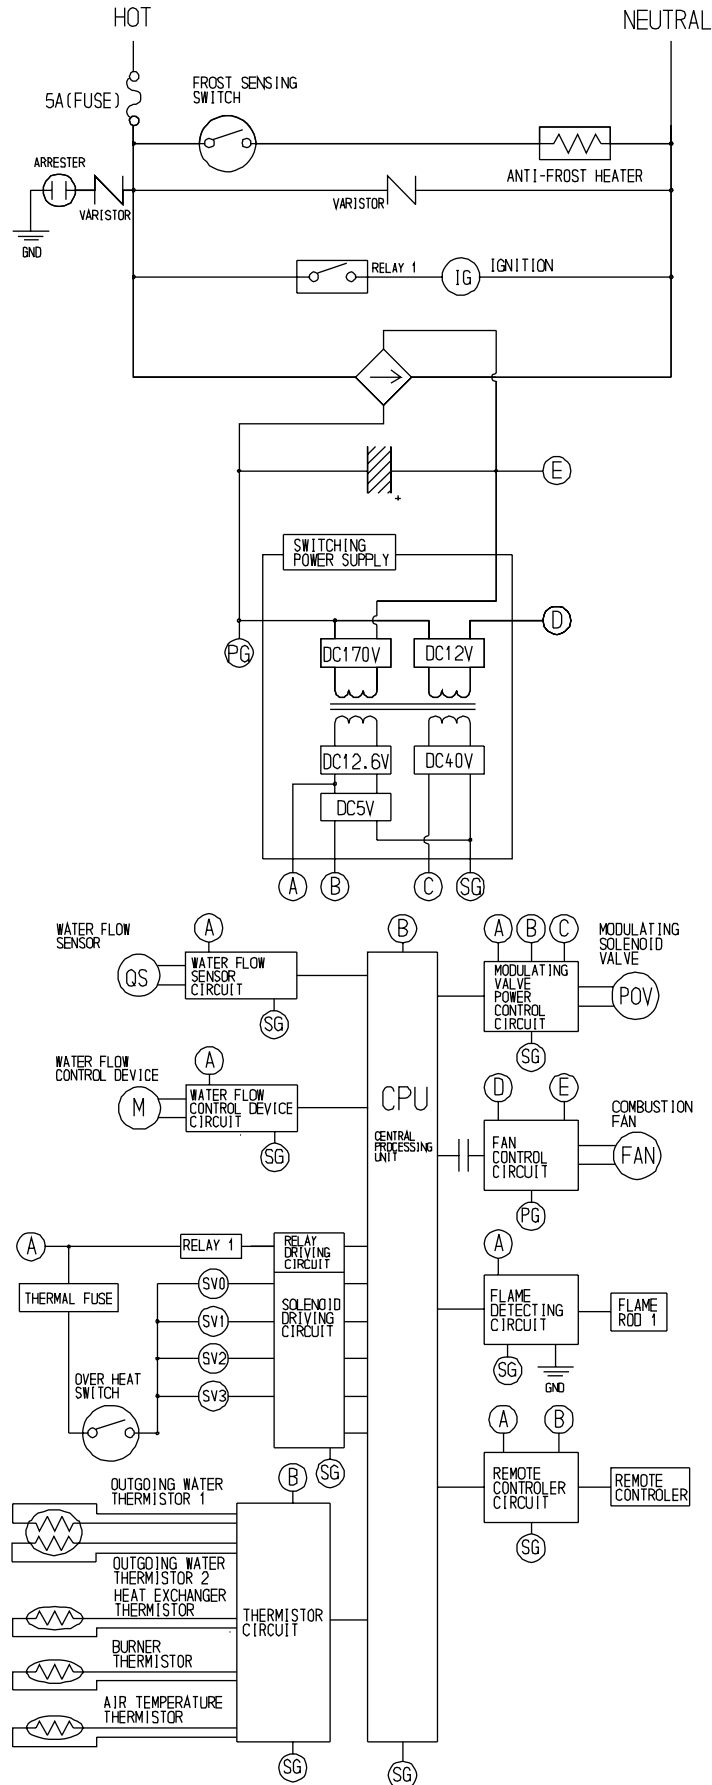 HOT
NEUTRAL
5A(FUSE)
FROST SENSING
SWITCH
ANTI-FROST HEATER
ARRESTER
VARISTOR
GND
VARISTOR
RELAY 1
IG
IGNITION
+
E
SWITCHING
POWER SUPPLY
D
PG
DC170V
DC12V
DC12.6V
DC40V
DC5V
A
B
C
SG
WATER FLOW
SENSOR
QS
A
WATER FLOW
SENSOR
CIRCUIT
SG
WATER FLOW
CONTROL DEVICE
M
A
WATER FLOW
CONTROL DEVICE
CIRCUIT
SG
B
CPU
CENTRAL
PROCESSING
UNIT
A
B
C
MODULATING
SOLENOID
VALVE
MODULATING
VALVE
POWER
CONTROL
CIRCUIT
POV
SG
D
E
COMBUSTION
FAN
FAN
CONTROL
CIRCUIT
FAN
PG
A
RELAY 1
RELAY
DRIVING
CIRCUIT
THERMAL FUSE
SV0
SV1
SV2
SV3
SOLENOID
DRIVING
CIRCUIT
OVER HEAT
SWITCH
SG
A
FLAME
DETECTING
CIRCUIT
FLAME
ROD 1
SG
GND
A
B
REMOTE
CONTROLER
CIRCUIT
REMOTE
CONTROLER
SG
B
OUTGOING WATER
THERMISTOR 1
OUTGOING WATER
THERMISTOR 2
HEAT EXCHANGER
THERMISTOR
THERMISTOR
CIRCUIT
BURNER
THERMISTOR
AIR TEMPERATURE
THERMISTOR
SG
SG